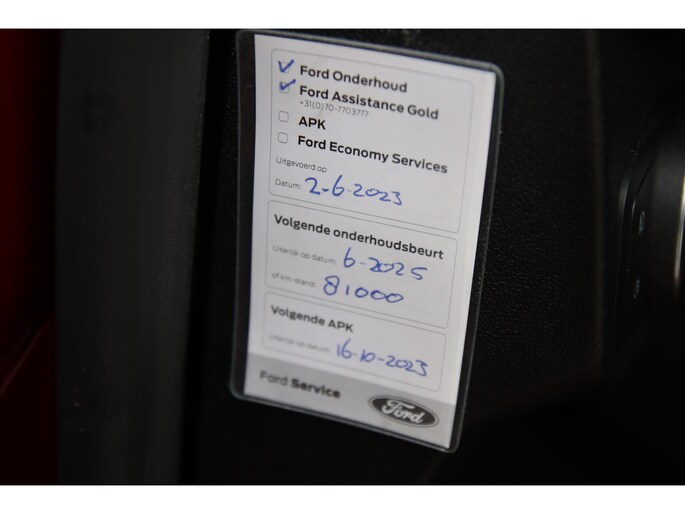 Ford Onderhoud
Ford Assistance Gold
+31(0)70-7703777
APK
Ford Economy Services
Uitgevoerd op
Datum: 2-6-2023
Volgende onderhoudsbeurt
Uiterlijk op datum: 6-2025
of km-stand: 81000
Volgende APK
Uiterlijk op datum: 16-10-2023
Ford Service
Ford